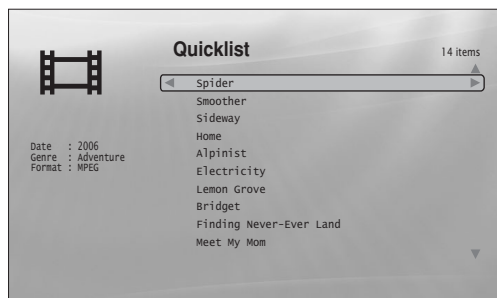 Quicklist
14 items
Spider
Smoother
Sideway
Home
Alpinist
Electricity
Lemon Grove
Bridget
Finding Never-Ever Land
Meet My Mom
Date : 2006
Genre : Adventure
Format : MPEG